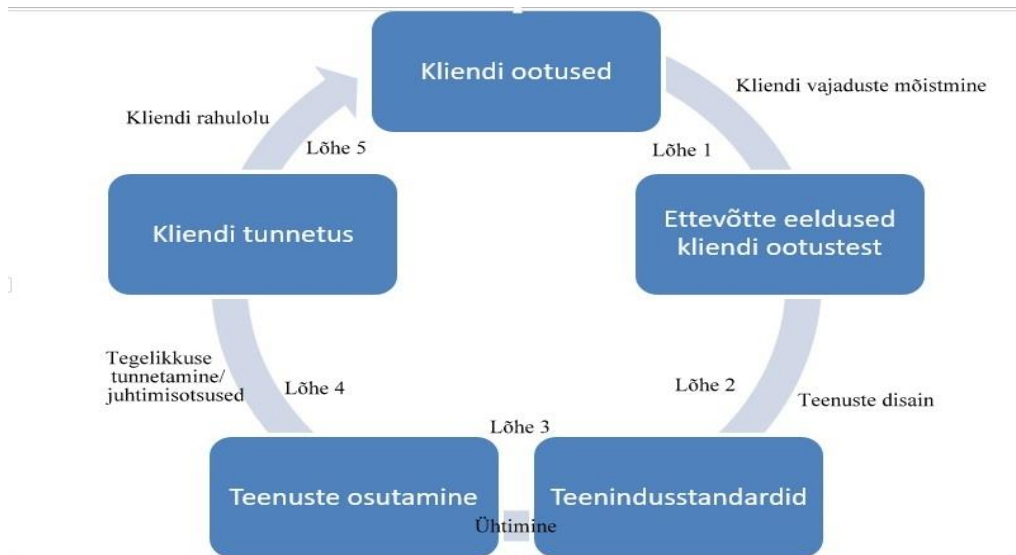 Kliendi ootused
Kliendi vajaduste mõistmine
Lõhe 1
Ettevõtte eeldused
kliendi ootustest
Lõhe 2
Teenuste disain
Teenindusstandardid
Lõhe 3
Ühtimine
Teenuste osutamine
Lõhe 4
Tegelikkuse
tunnetamine/
juhtimisotsused
Kliendi tunnetus
Lõhe 5
Kliendi rahulolu